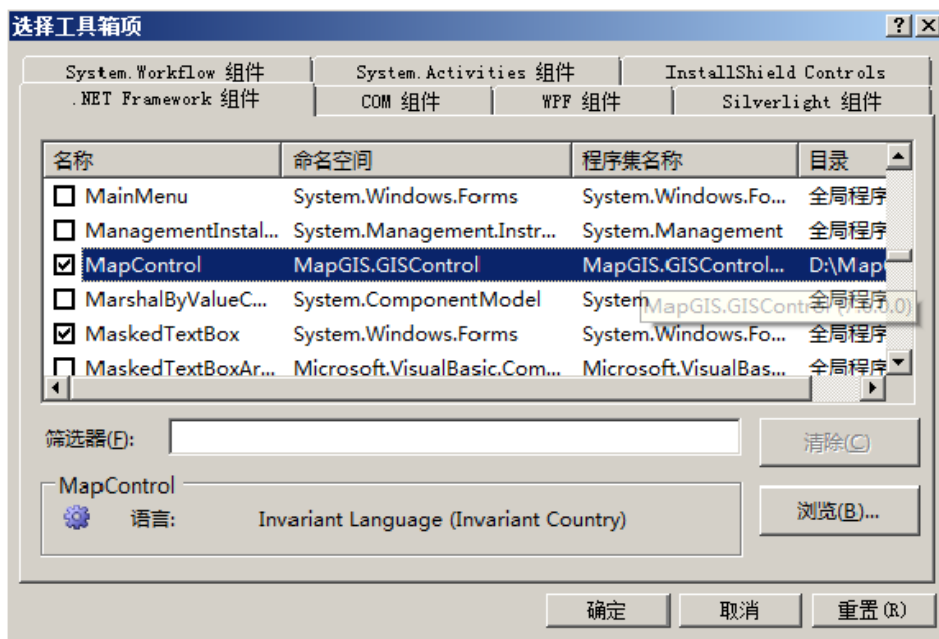 选择工具箱项
System.Workflow 组件 System.Activities 组件 InstallShield Controls
.NET Framework 组件 COM 组件 WPF 组件 Silverlight 组件
名称 命名空间 程序集名称 目录
MainMenu System.Windows.Forms System.Windows.Fo... 全局程序
ManagementInstal... System.Management.Instr... System.Management 全局程序
MapControl MapGIS.GISControl MapGIS.GISControl... D:\Map
MarshalByValueC... System.ComponentModel System 全局程序
MapGIS.GISControl (7.0.0.0)
MaskedTextBox System.Windows.Forms System.Windows.Fo... 全局程序
MaskedTextBoxAr... Microsoft.VisualBasic.Com... Microsoft.VisualBas... 全局程序
筛选器(F): 清除(C)
MapControl
语言: Invariant Language (Invariant Country) 浏览(B)...
确定 取消 重置(R)